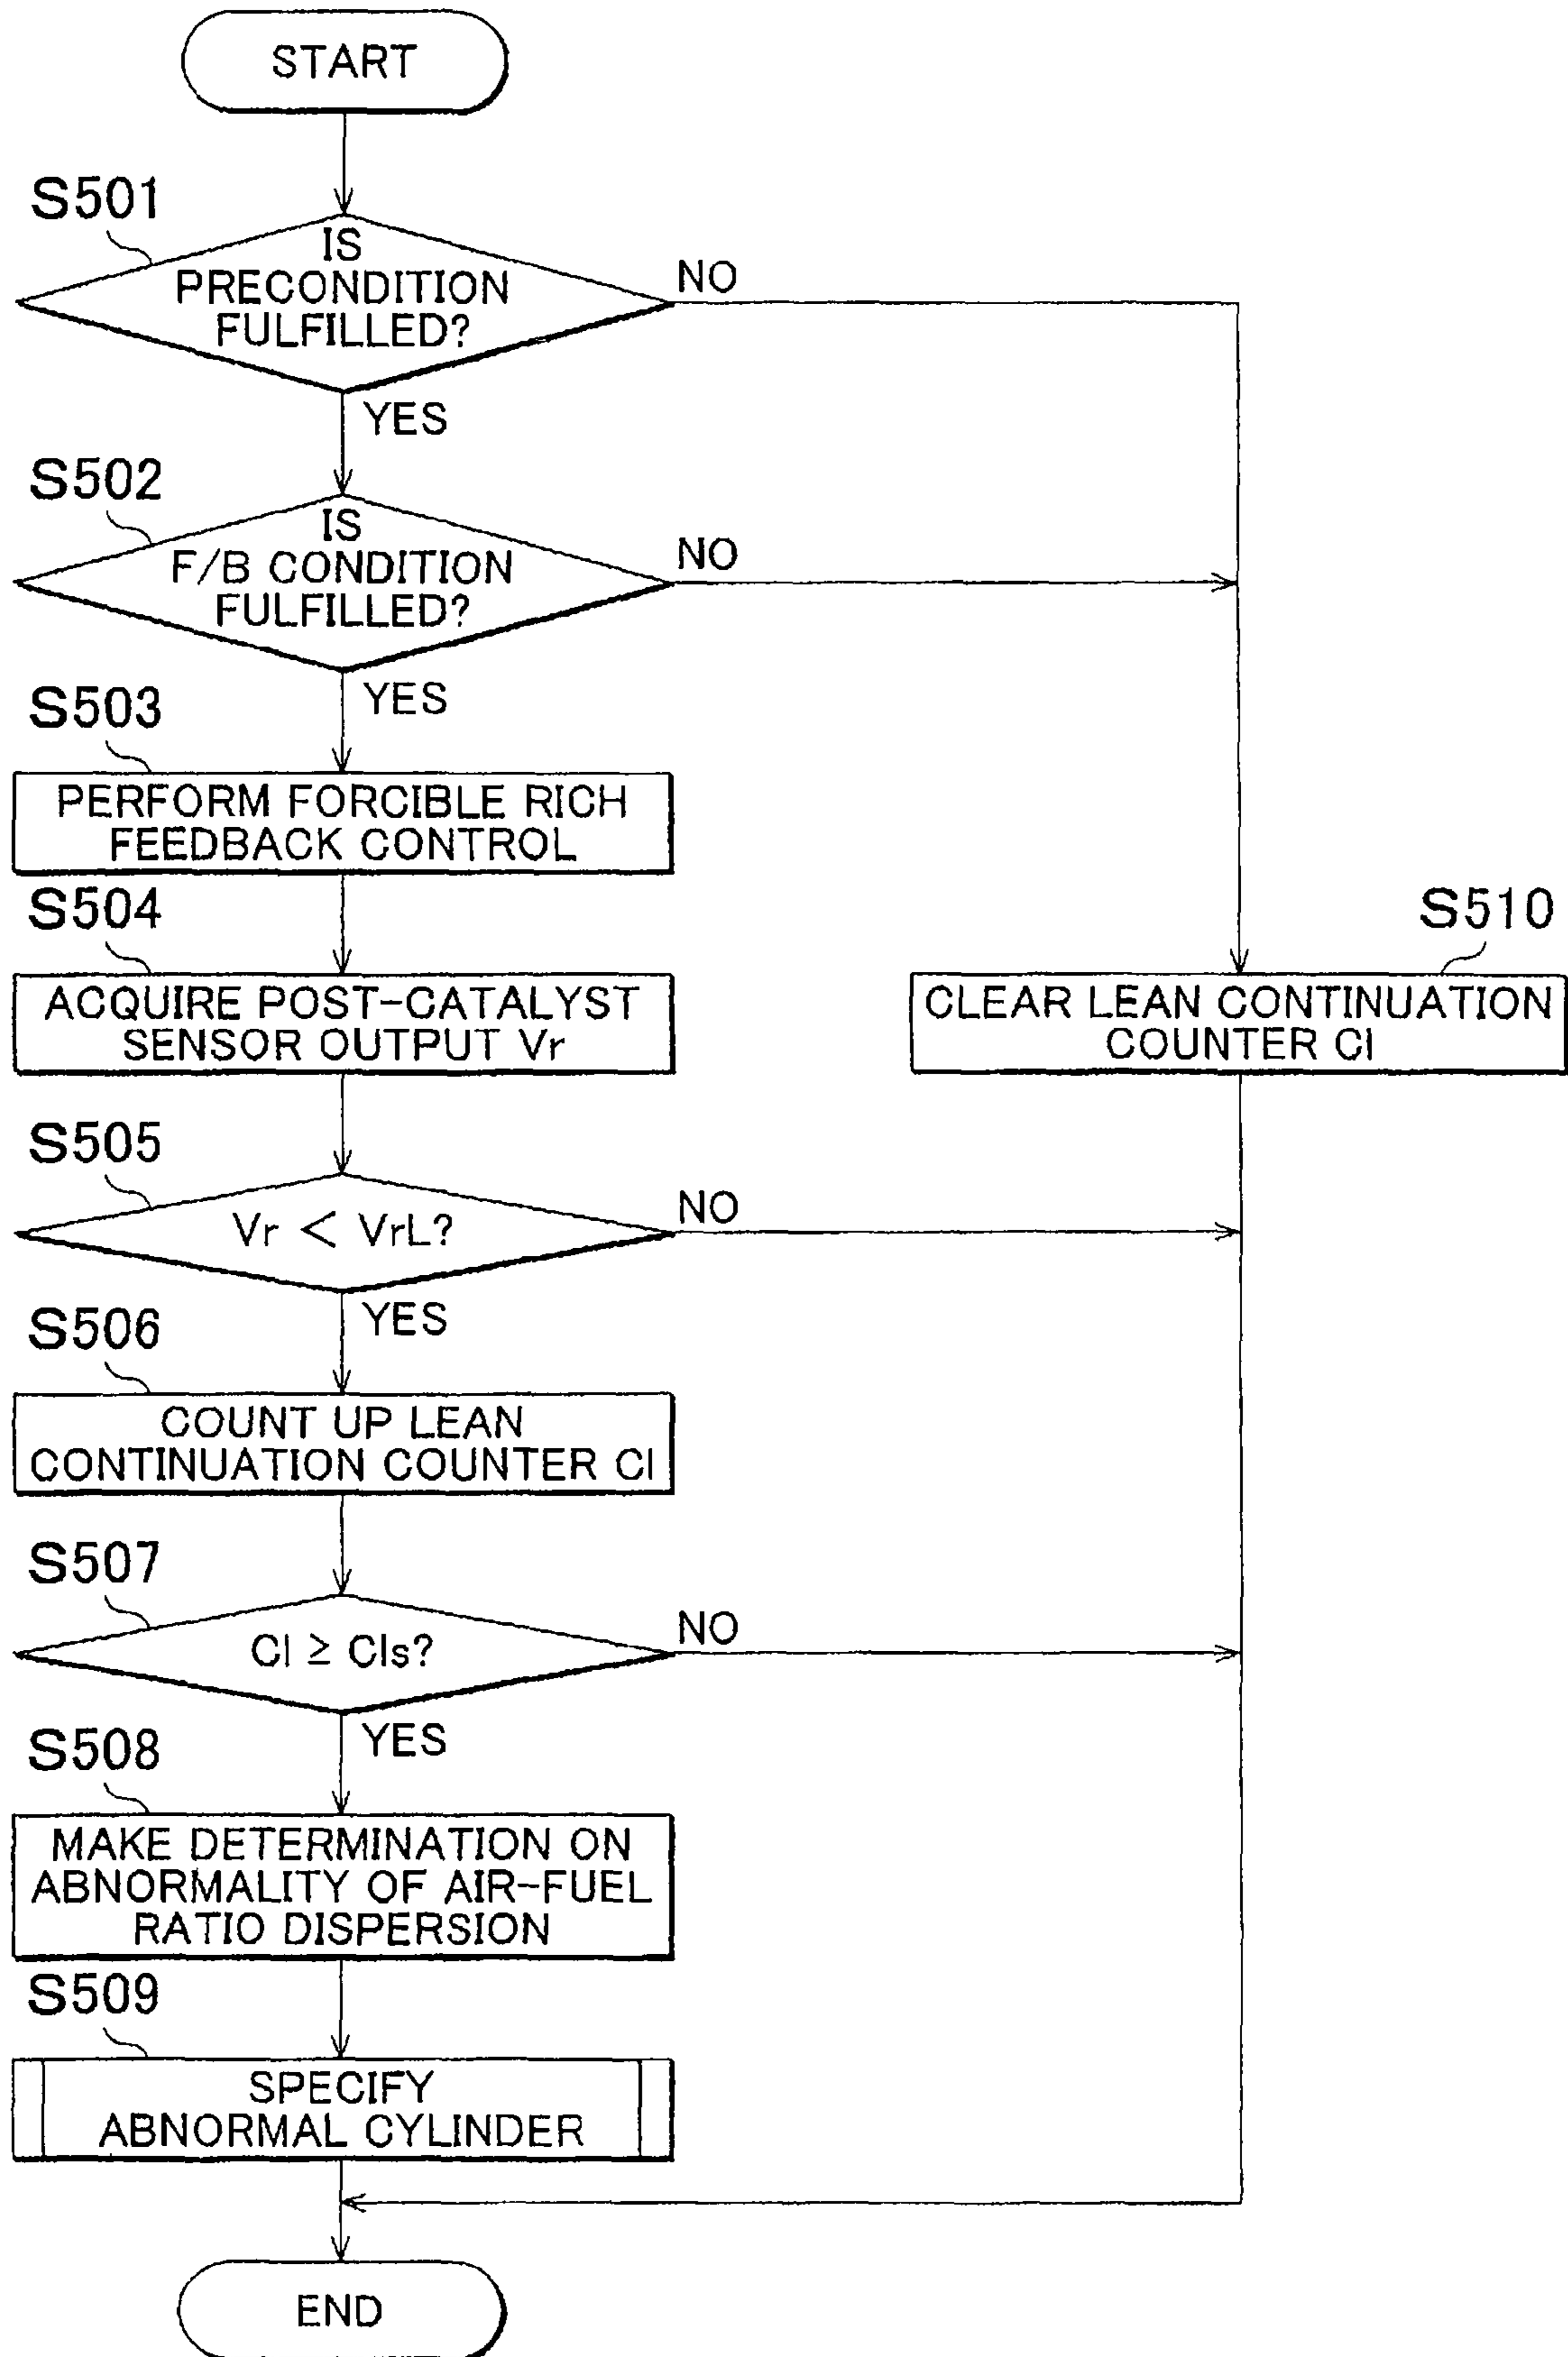 START
S501
IS
PRECONDITION
FULFILLED?
NO
YES
S502
IS
F/B CONDITION
FULFILLED?
NO
YES
S503
PERFORM FORCIBLE RICH
FEEDBACK CONTROL
S504
ACQUIRE POST-CATALYST
SENSOR OUTPUT Vr
S510
CLEAR LEAN CONTINUATION
COUNTER Cl
S505
Vr < VrL?
NO
YES
S506
COUNT UP LEAN
CONTINUATION COUNTER Cl
S507
Cl ≥ Cls?
NO
YES
S508
MAKE DETERMINATION ON
ABNORMALITY OF AIR-FUEL
RATIO DISPERSION
S509
SPECIFY
ABNORMAL CYLINDER
END